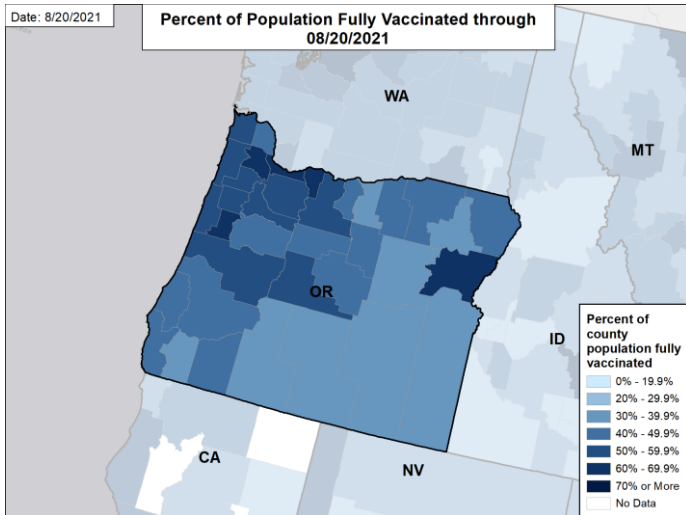 Date: 8/20/2021
Percent of Population Fully Vaccinated through
08/20/2021
WA
MT
OR
ID
CA
NV
Percent of
county
population fully
vaccinated
0% - 19.9%
20% - 29.9%
30% - 39.9%
40% - 49.9%
50% - 59.9%
60% - 69.9%
70% or More
No Data